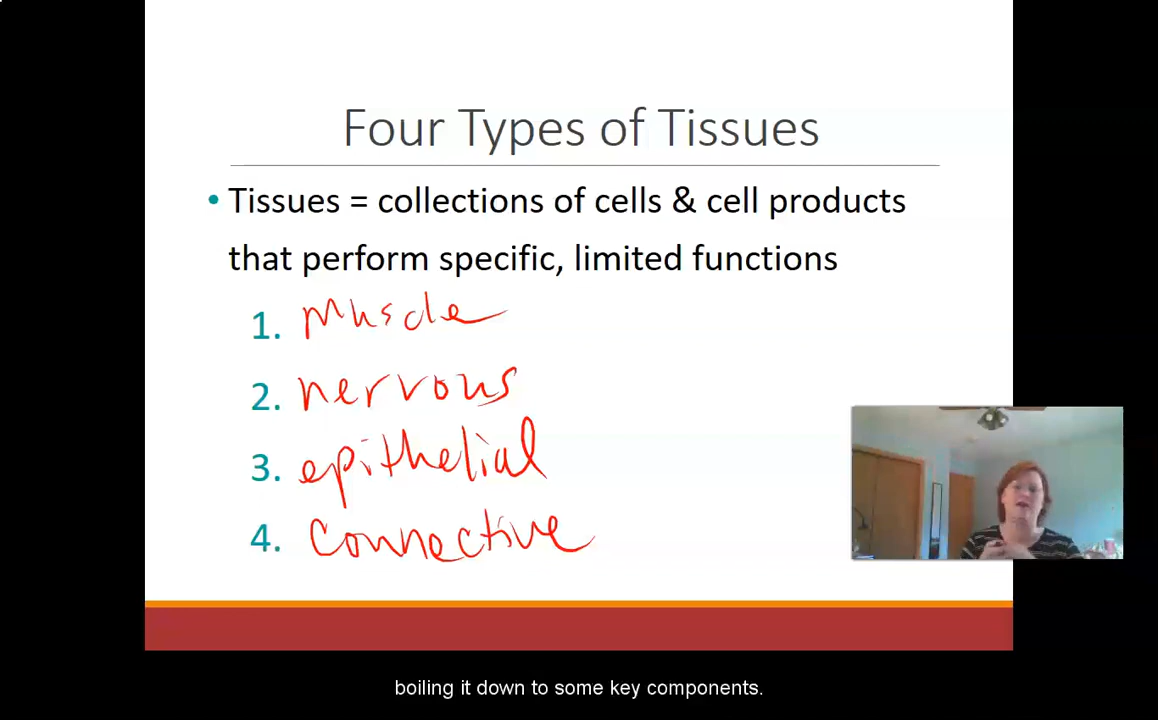 Four Types of Tissues
• Tissues = collections of cells & cell products
that perform specific, limited functions
1. Muscle
2. nervous
3. epithelial
4. Connective
boiling it down to some key components.